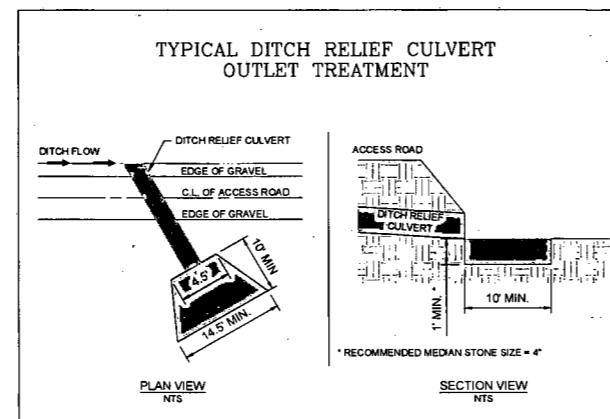 TYPICAL DITCH RELIEF CULVERT
OUTLET TREATMENT
DITCH FLOW
DITCH RELIEF CULVERT
EDGE OF GRAVEL
C.L. OF ACCESS ROAD
EDGE OF GRAVEL
4.5'
10' MIN
14.5' MIN.
PLAN VIEW
NTS
ACCESS ROAD
DITCH RELIEF
CULVERT
1' MIN.
10' MIN.
* RECOMMENDED MEDIAN STONE SIZE = 4"
SECTION VIEW
NTS